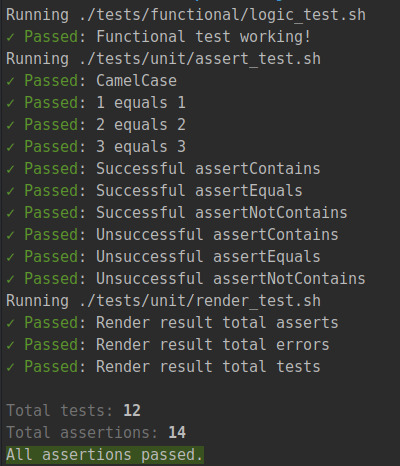 Running ./tests/functional/logic_test.sh
✓ Passed: Functional test working!
Running ./tests/unit/assert_test.sh
✓ Passed: CamelCase
✓ Passed: 1 equals 1
✓ Passed: 2 equals 2
✓ Passed: 3 equals 3
✓ Passed: Successful assertContains
✓ Passed: Successful assertEquals
✓ Passed: Successful assertNotContains
✓ Passed: Unsuccessful assertContains
✓ Passed: Unsuccessful assertEquals
✓ Passed: Unsuccessful assertNotContains
Running ./tests/unit/render_test.sh
✓ Passed: Render result total asserts
✓ Passed: Render result total errors
✓ Passed: Render result total tests
Total tests: 12
Total assertions: 14
All assertions passed.